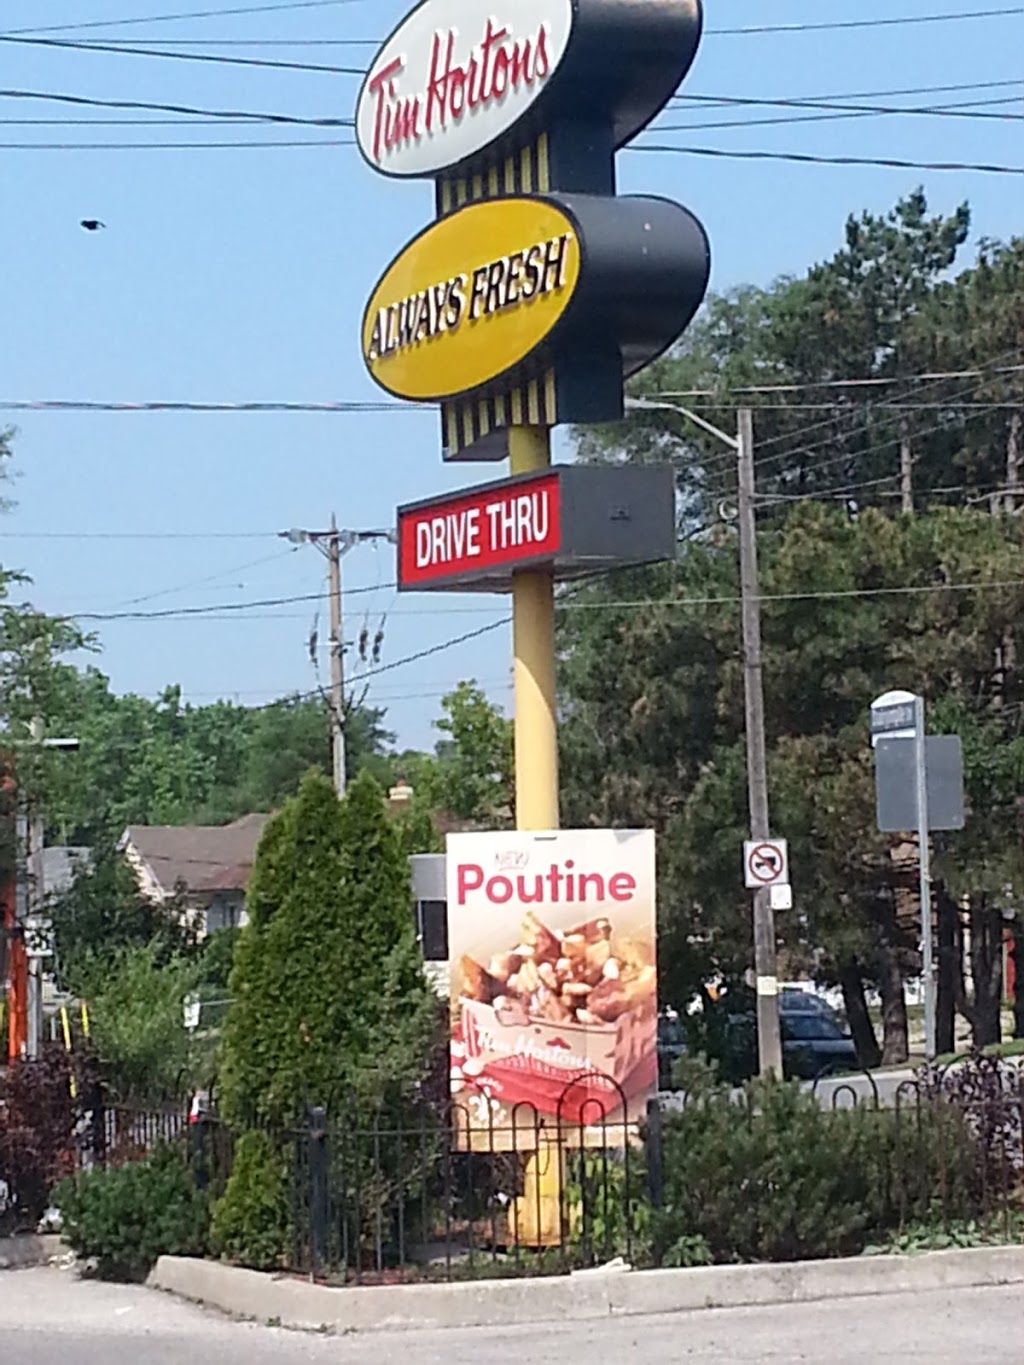 Tim Hortons
ALWAYS FRESH
DRIVE THRU
NEW
Poutine
Tim Hortons